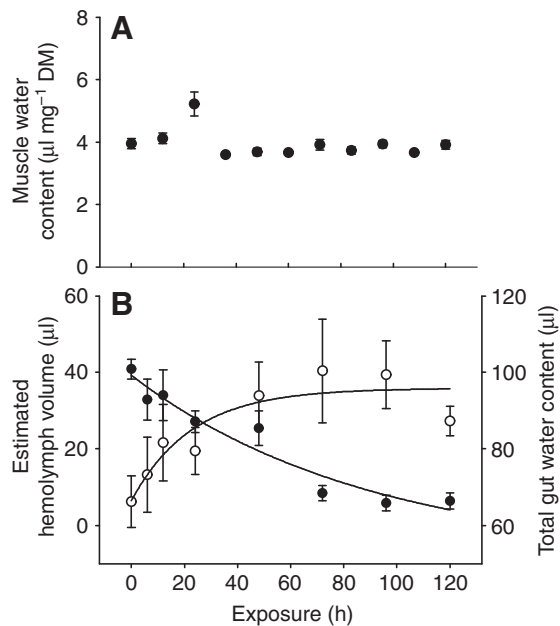 A
8
6
4
2
0
Muscle water
content (µl mg⁻¹ DM)
B
60
40
20
0
Estimated
hemolymph volume (µl)
120
100
80
60
Total gut water content (µl)
0 20 40 60 80 100 120
Exposure (h)